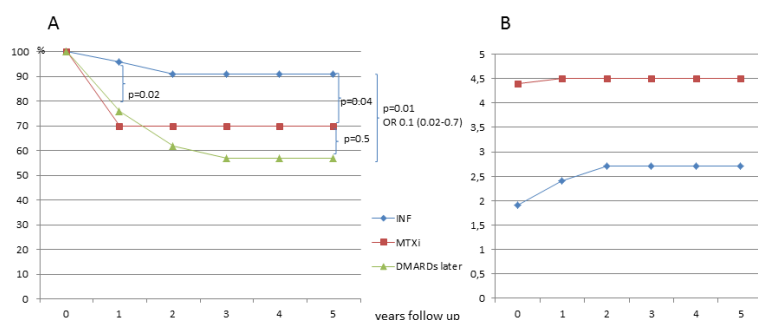 A
B
%
100
90
80
70
60
50
40
30
20
10
0
p=0.02
p=0.04
p=0.5
p=0.01
OR 0.1 (0.02-0.7)
INF
MTXi
DMARDs later
0 1 2 3 4 5 years follow up
5
4,5
4
3,5
3
2,5
2
1,5
1
0,5
0
0 1 2 3 4 5